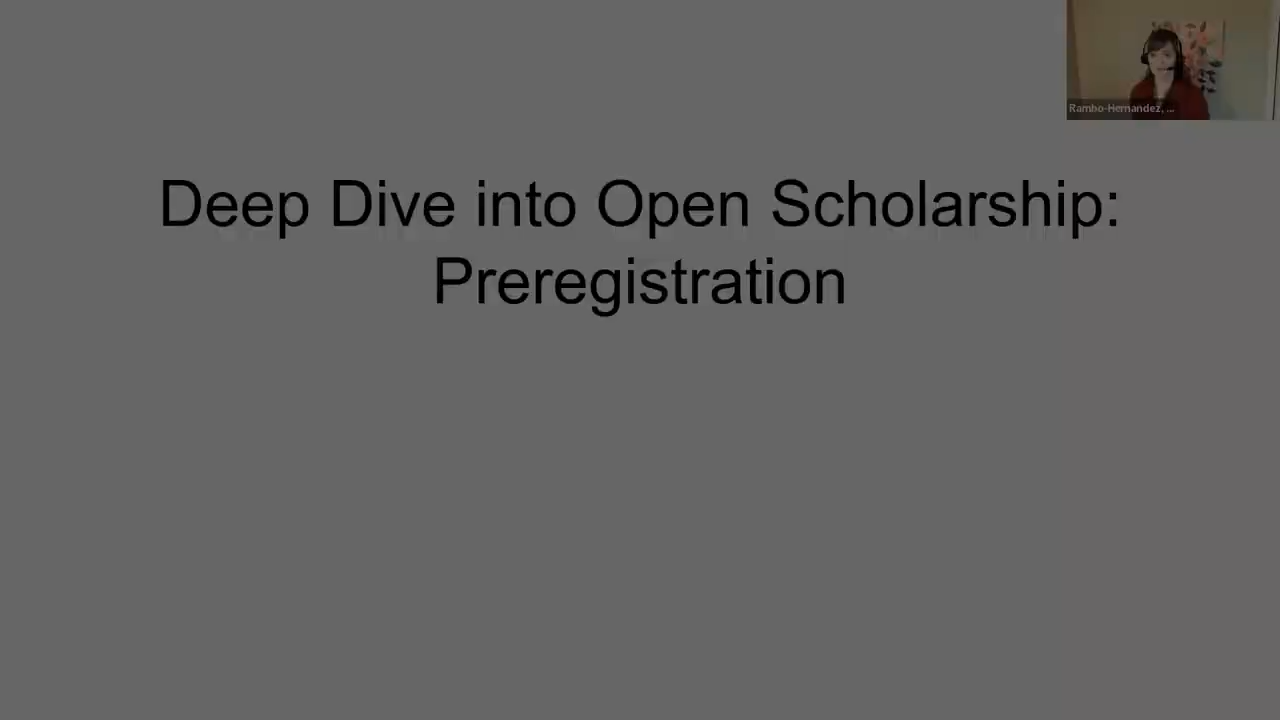 Rambo-Hernandez, ...
Deep Dive into Open Scholarship:
Preregistration